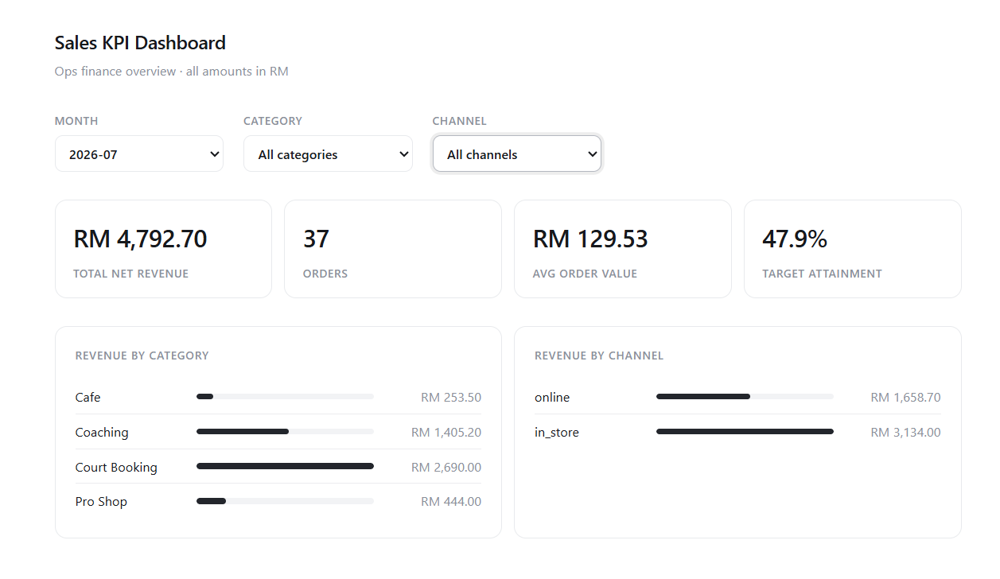 Sales KPI Dashboard
Ops finance overview · all amounts in RM
MONTH CATEGORY CHANNEL
2026-07 All categories All channels
RM 4,792.70 37 RM 129.53 47.9%
TOTAL NET REVENUE ORDERS AVG ORDER VALUE TARGET ATTAINMENT
REVENUE BY CATEGORY
Cafe RM 253.50
Coaching RM 1,405.20
Court Booking RM 2,690.00
Pro Shop RM 444.00
REVENUE BY CHANNEL
online RM 1,658.70
in_store RM 3,134.00